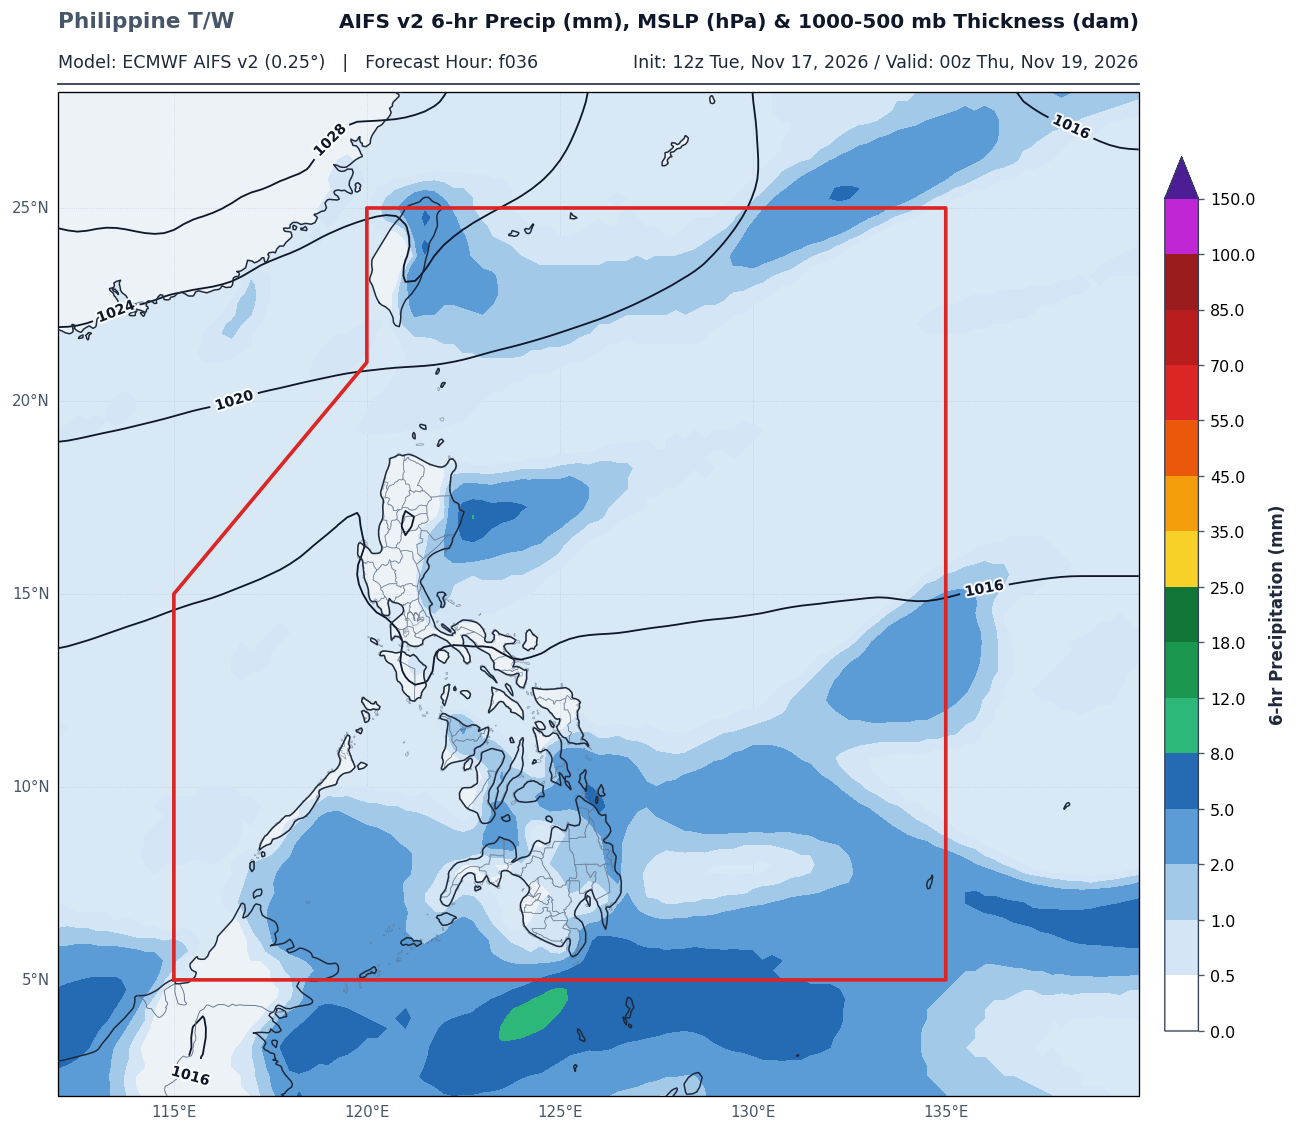 Philippine T/W
AIFS v2 6-hr Precip (mm), MSLP (hPa) & 1000-500 mb Thickness (dam)
Model: ECMWF AIFS v2 (0.25°) | Forecast Hour: f036
Init: 12z Tue, Nov 17, 2026 / Valid: 00z Thu, Nov 19, 2026
1028
1016
1024
1020
1016
1016
25°N
20°N
15°N
10°N
5°N
115°E
120°E
125°E
130°E
135°E
150.0
100.0
85.0
70.0
55.0
45.0
35.0
25.0
18.0
12.0
8.0
5.0
2.0
1.0
0.5
0.0
6-hr Precipitation (mm)